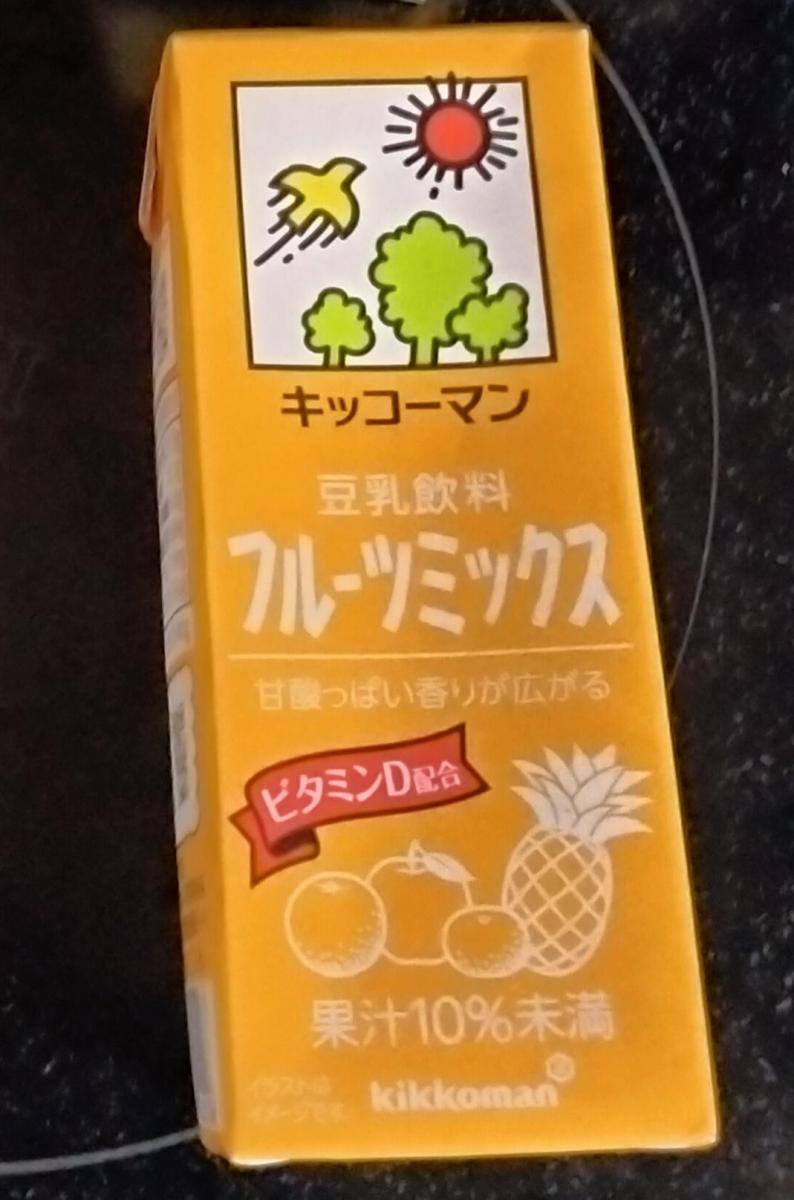 キッコーマン
豆乳飲料
フルーツミックス
甘酸っぱい香りが広がる
ビタミンD配合
果汁10%未満
イラストは
イメージです。
kikkoman